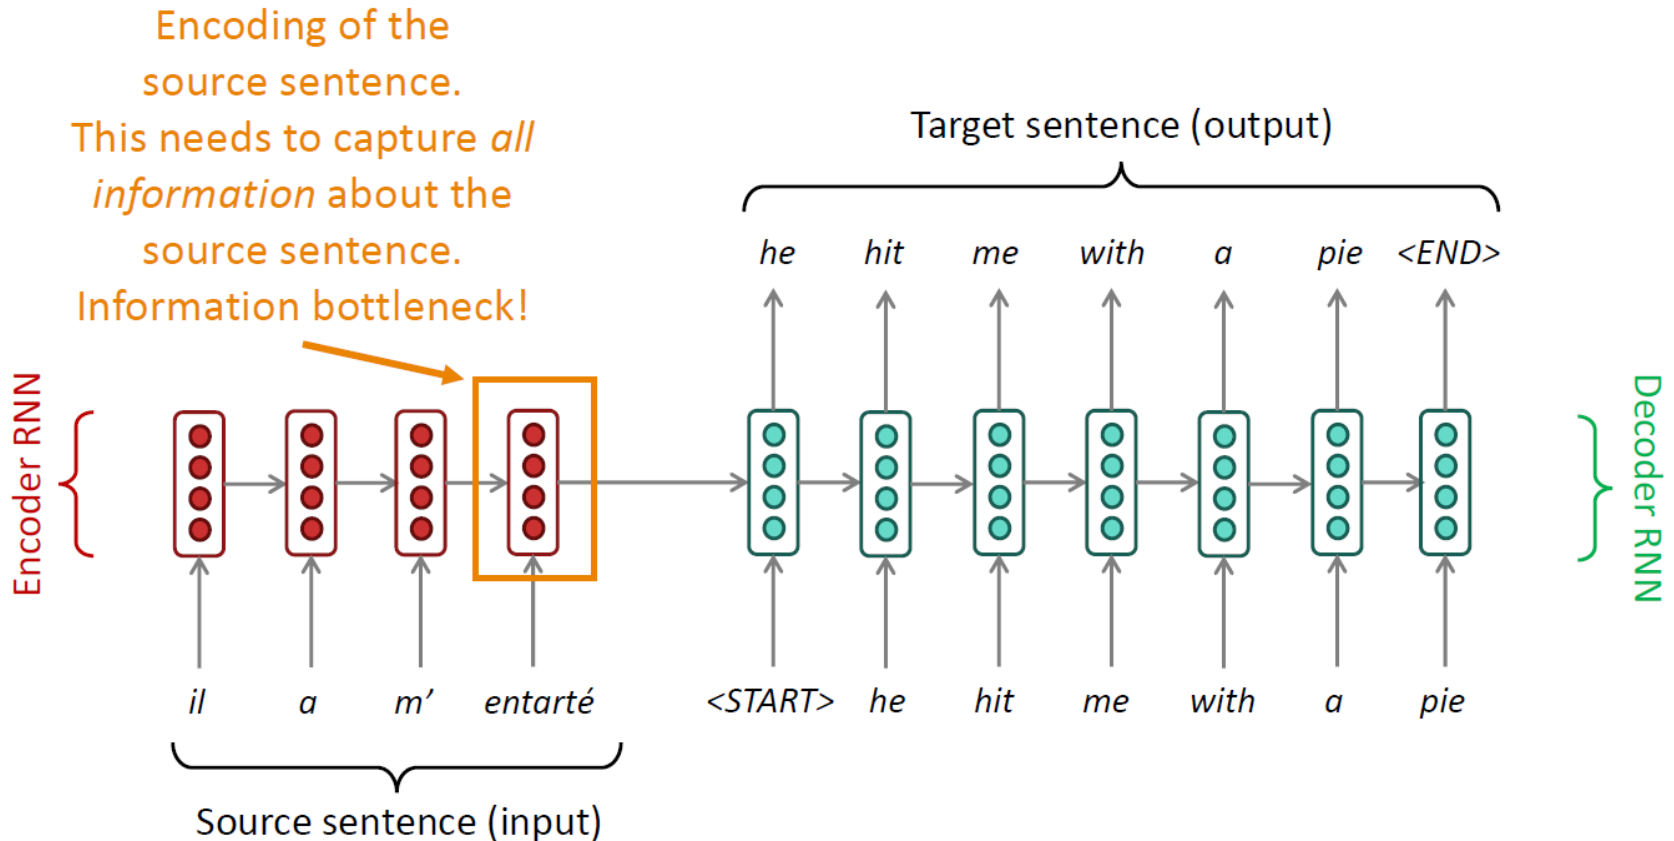 Encoding of the
source sentence.
This needs to capture all
information about the
source sentence.
Information bottleneck!
Target sentence (output)
he hit me with a pie <END>
Encoder RNN
Decoder RNN
il a m’ entarté <START> he hit me with a pie
Source sentence (input)